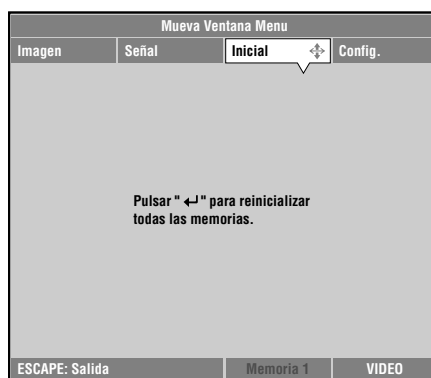 Mueva Ventana Menu
Imagen Señal Inicial Config.
Pulsar " ↵ " para reinicializar
todas las memorias.
ESCAPE: Salida Memoria 1 VIDEO